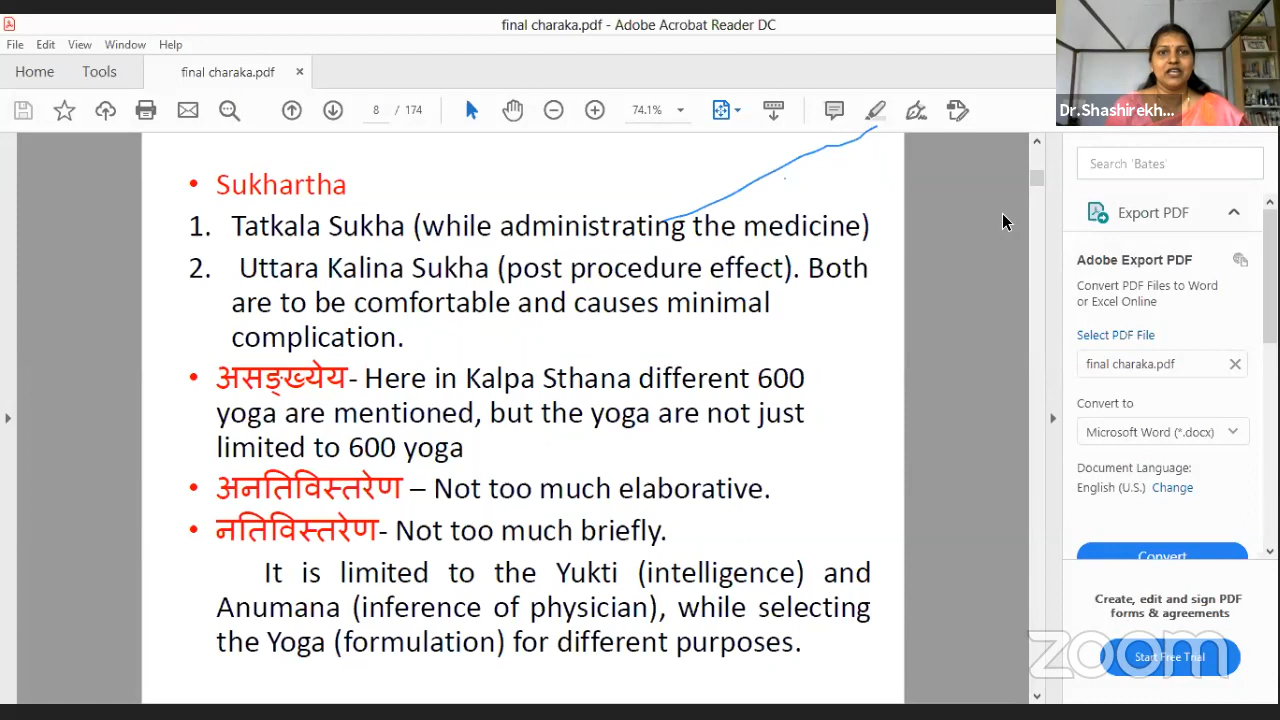 final charaka.pdf - Adobe Acrobat Reader DC
File Edit View Window Help
Home Tools final charaka.pdf ×
8 / 174 74.1%
Dr.Shashirekh...
• Sukhartha
1. Tatkala Sukha (while administrating the medicine)
2. Uttara Kalina Sukha (post procedure effect). Both
are to be comfortable and causes minimal
complication.
• असङ्ख्येय- Here in Kalpa Sthana different 600
yoga are mentioned, but the yoga are not just
limited to 600 yoga
• अनतिविस्तरेण – Not too much elaborative.
• नतिविस्तरेण- Not too much briefly.
It is limited to the Yukti (intelligence) and
Anumana (inference of physician), while selecting
the Yoga (formulation) for different purposes.
Search 'Bates'
Export PDF
Adobe Export PDF
Convert PDF Files to Word
or Excel Online
Select PDF File
final charaka.pdf
Convert to
Microsoft Word (*.docx)
Document Language:
English (U.S.) Change
Convert
Create, edit and sign PDF
forms & agreements
Start Free Trial
zoom